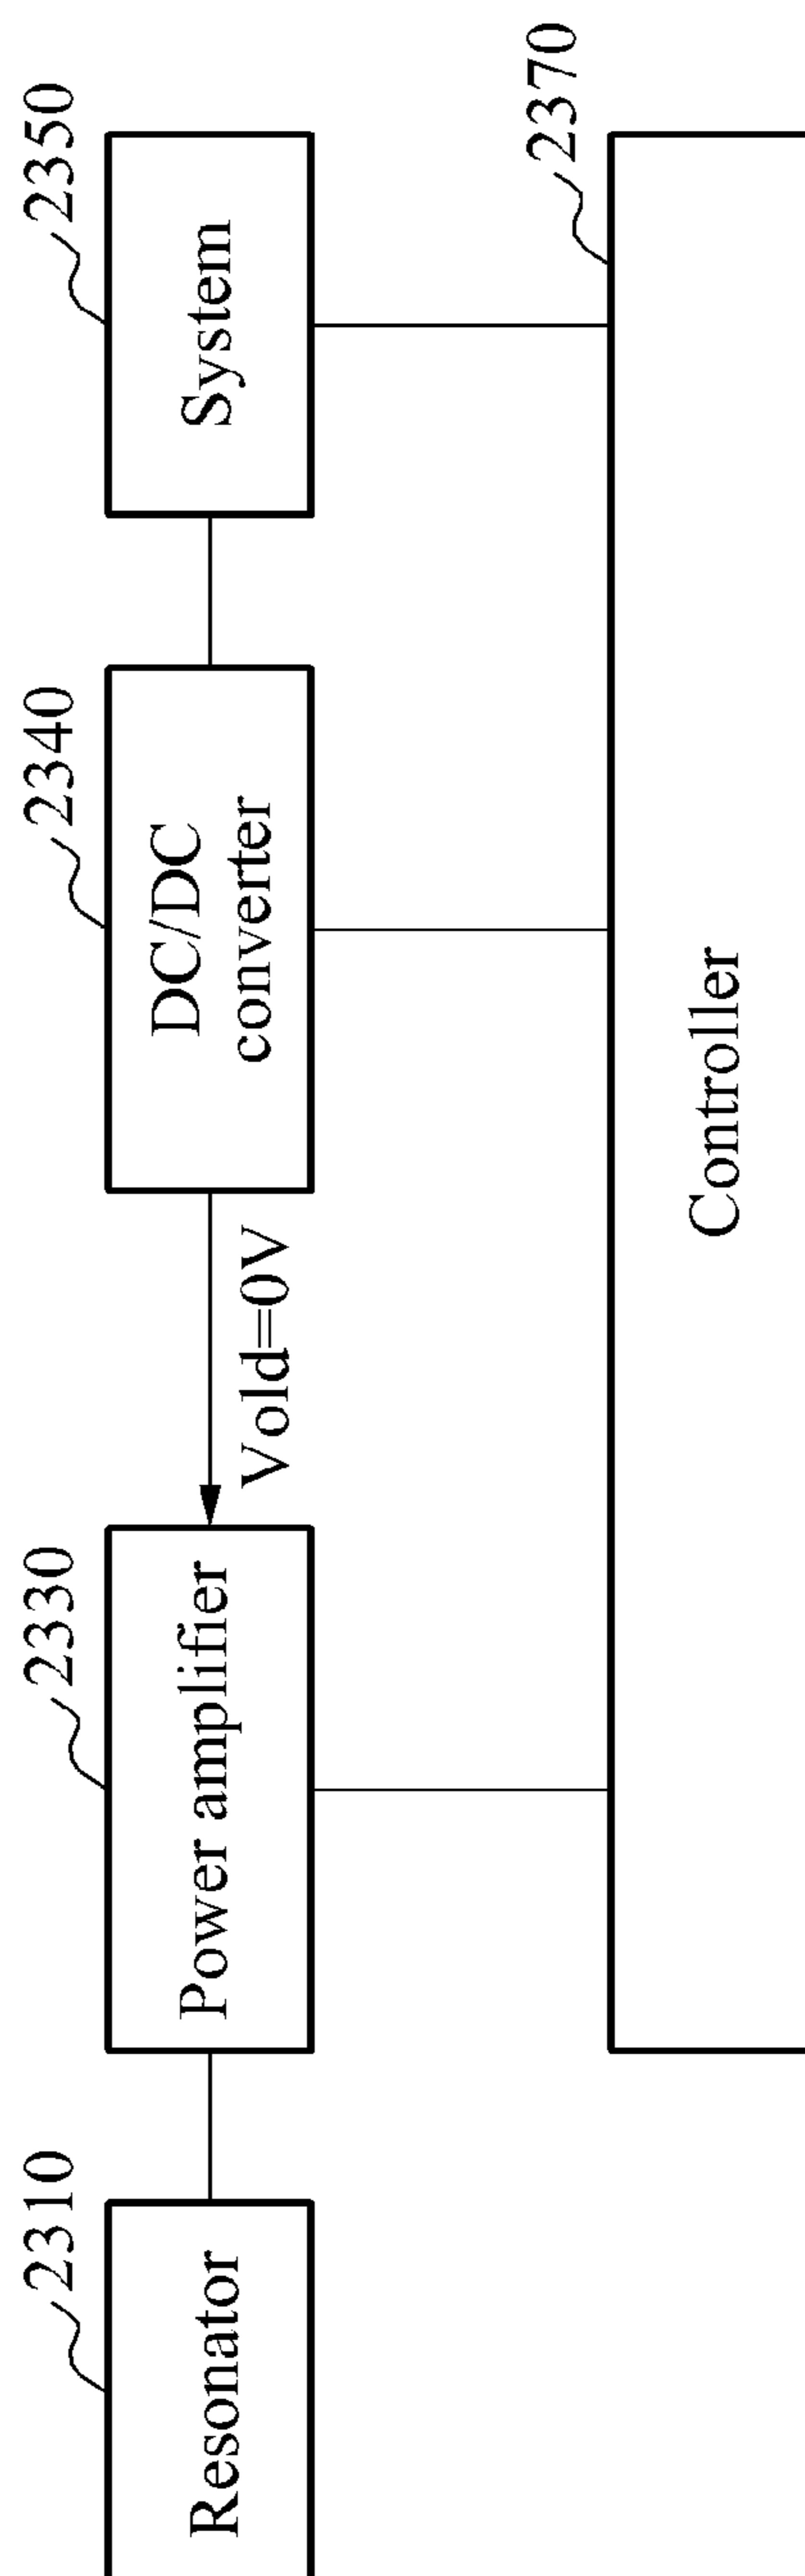 2310
Resonator
2330
Power amplifier
Vold=0V
2340
DC/DC
converter
2350
System
2370
Controller